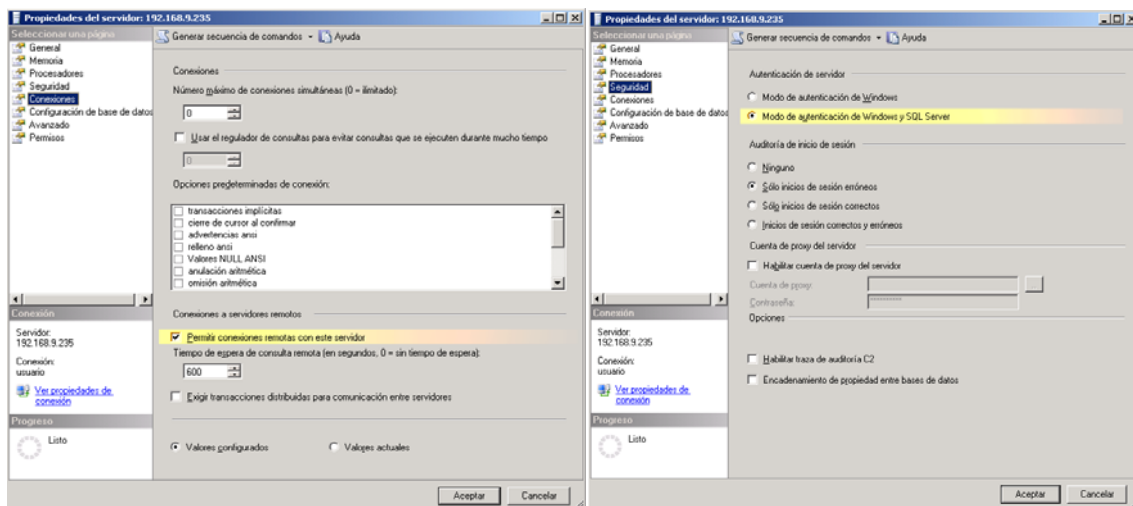 Propiedades del servidor: 192.168.9.235
Seleccionar una página
General
Memoria
Procesadores
Seguridad
Conexiones
Configuración de base de datos
Avanzado
Permisos
Generar secuencia de comandos
Ayuda
Conexiones
Número máximo de conexiones simultáneas (0 = ilimitado):
0
Usar el regulador de consultas para evitar consultas que se ejecuten durante mucho tiempo
0
Opciones predeterminadas de conexión:
transacciones implícitas
cierre de cursor al confirmar
advertencias ansi
relleno ansi
Valores NULL ANSI
anulación aritmética
omisión aritmética
Conexiones a servidores remotos
Permitir conexiones remotas con este servidor
Tiempo de espera de consulta remota (en segundos, 0 = sin tiempo de espera):
600
Exigir transacciones distribuidas para comunicación entre servidores
Valores configurados
Valores actuales
Conexión
Servidor:
192.168.9.235
Conexión:
usuario
Ver propiedades de
conexión
Progreso
Listo
Aceptar
Cancelar
Propiedades del servidor: 192.168.9.235
Seleccionar una página
General
Memoria
Procesadores
Seguridad
Conexiones
Configuración de base de datos
Avanzado
Permisos
Generar secuencia de comandos
Ayuda
Autenticación de servidor
Modo de autenticación de Windows
Modo de autenticación de Windows y SQL Server
Auditoría de inicio de sesión
Ninguno
Sólo inicios de sesión erróneos
Sólo inicios de sesión correctos
Inicios de sesión correctos y erróneos
Cuenta de proxy del servidor
Habilitar cuenta de proxy del servidor
Cuenta de proxy:
Contraseña:
Opciones
Habilitar traza de auditoría C2
Encadenamiento de propiedad entre bases de datos
Conexión
Servidor:
192.168.9.235
Conexión:
usuario
Ver propiedades de
conexión
Progreso
Listo
Aceptar
Cancelar